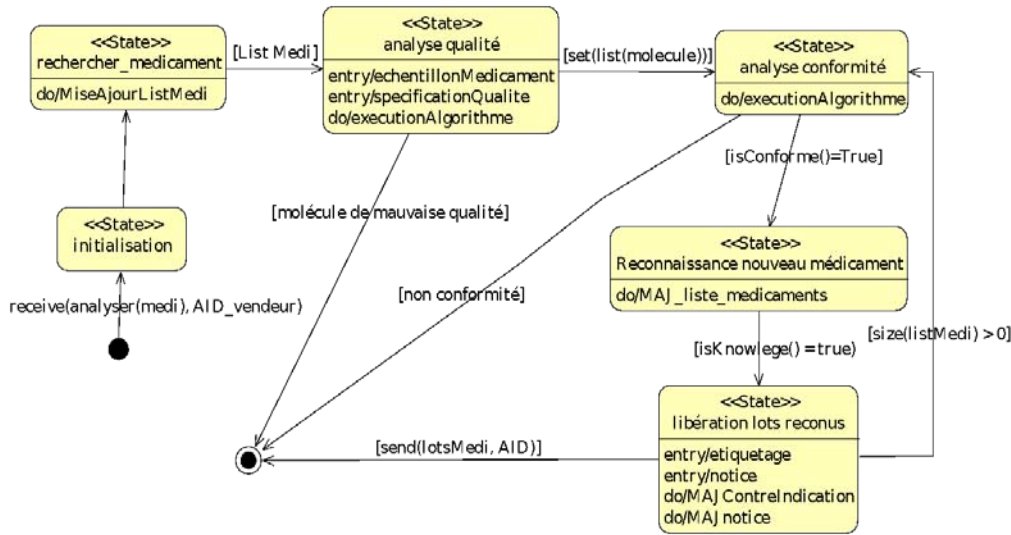 <<State>>
rechercher_medicament
do/MiseAjourListMedi
[List Medi]
<<State>>
analyse qualité
entry/echentillonMedicament
entry/specificationQualite
do/executionAlgorithme
[set(list(molecule))]
<<State>>
analyse conformité
do/executionAlgorithme
[isConforme()=True]
<<State>>
initialisation
[molécule de mauvaise qualité]
<<State>>
Reconnaissance nouveau médicament
do/MAJ_liste_medicaments
receive(analyser(medi), AID_vendeur)
[non conformité]
[size(listMedi) > 0]
[isKnowlege() = true)
<<State>>
libération lots reconus
entry/etiquetage
entry/notice
do/MAJContreIndication
do/MAJnotice
[send(lotsMedi, AID)]